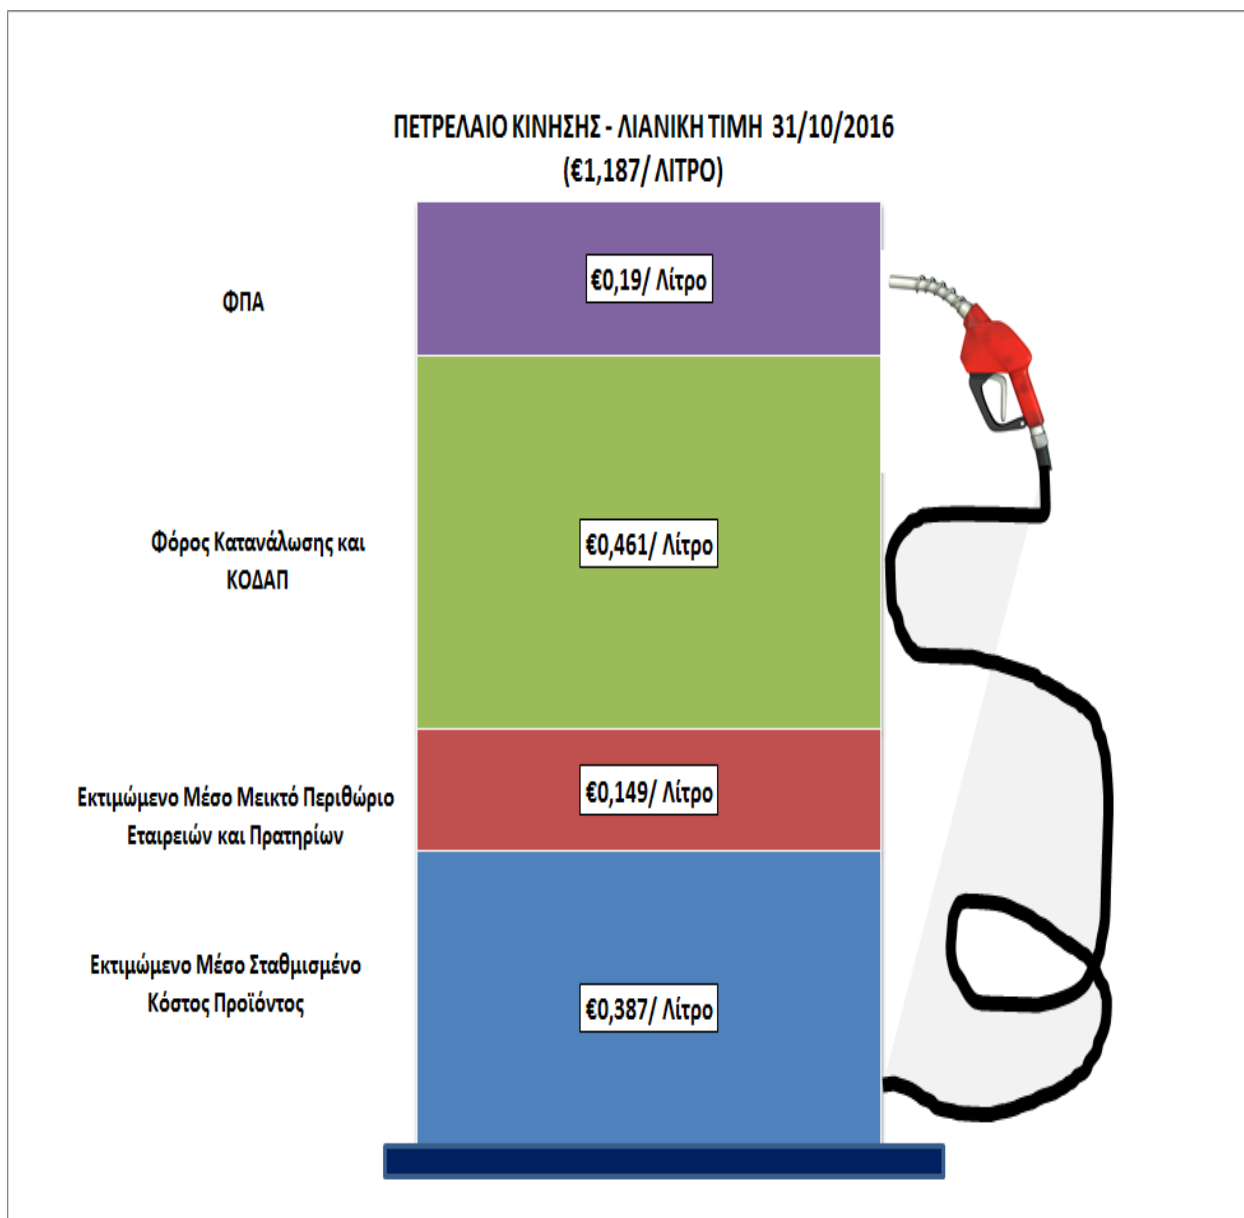 ΠΕΤΡΕΛΑΙΟ ΚΙΝΗΣΗΣ - ΛΙΑΝΙΚΗ ΤΙΜΗ 31/10/2016
(€1,187/ ΛΙΤΡΟ)
ΦΠΑ
€0,19/ Λίτρο
Φόρος Κατανάλωσης και
ΚΟΔΑΠ
€0,461/ Λίτρο
Εκτιμώμενο Μέσο Μεικτό Περιθώριο
Εταιρειών και Πρατηρίων
€0,149/ Λίτρο
Εκτιμώμενο Μέσο Σταθμισμένο
Κόστος Προϊόντος
€0,387/ Λίτρο